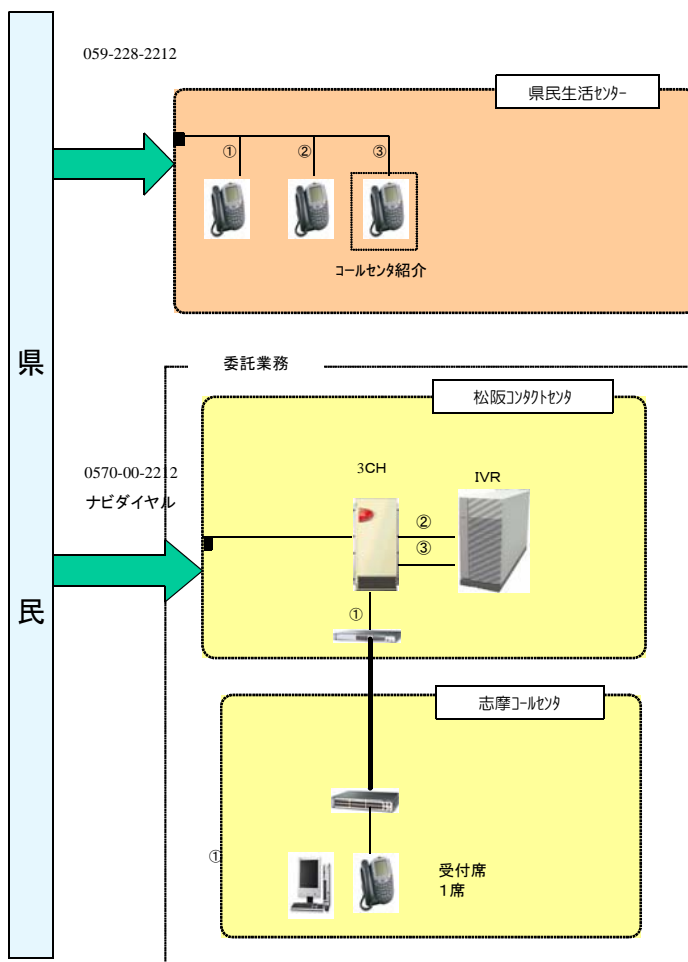 059-228-2212
県民生活ｾﾝﾀｰ
①
②
③
ｺｰﾙｾﾝﾀ紹介
県民
委託業務
松阪ｺﾝﾀｸﾄｾﾝﾀ
0570-00-2212
ナビダイヤル
3CH
IVR
②
③
①
志摩ｺｰﾙｾﾝﾀ
①
受付席
1席